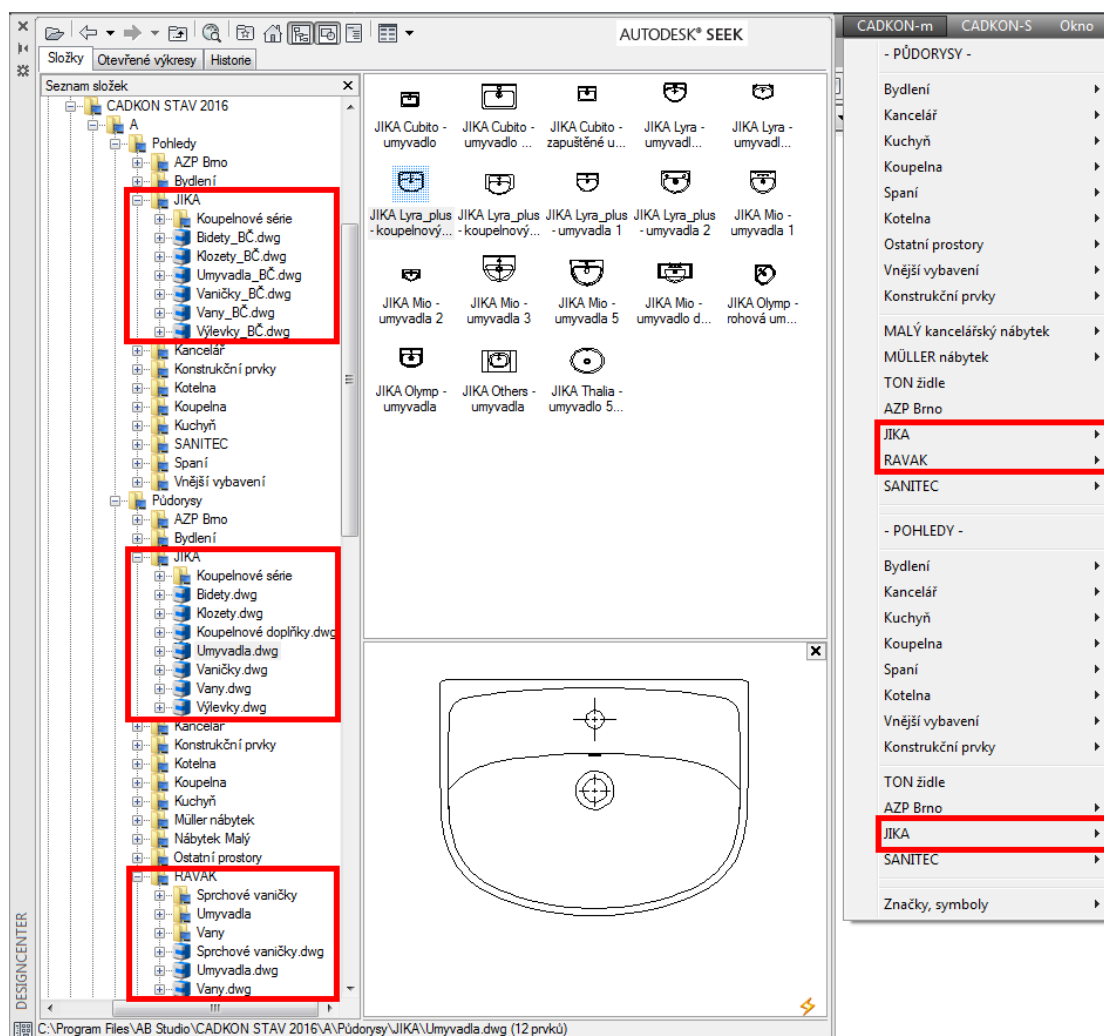 AUTODESK® SEEK
Složky
Otevřené výkresy
Historie
Seznam složek
CADKON STAV 2016
A
Pohledy
AZP Brno
Bydlení
JIKA
Koupelnové série
Bidety_BČ.dwg
Klozety_BČ.dwg
Umyvadla_BČ.dwg
Vaničky_BČ.dwg
Vany_BČ.dwg
Výlevky_BČ.dwg
Kancelář
Konstrukční prvky
Kotelna
Koupelna
Kuchyň
SANITEC
Spaní
Vnější vybavení
Půdorysy
AZP Brno
Bydlení
JIKA
Koupelnové série
Bidety.dwg
Klozety.dwg
Koupelnové doplňky.dwg
Umyvadla.dwg
Vaničky.dwg
Vany.dwg
Výlevky.dwg
Kancelář
Konstrukční prvky
Kotelna
Koupelna
Kuchyň
Müller nábytek
Nábytek Malý
Ostatní prostory
RAVAK
Sprchové vaničky
Umyvadla
Vany
Sprchové vaničky.dwg
Umyvadla.dwg
Vany.dwg
DESIGNCENTER
JIKA Cubito -
umyvadlo
JIKA Cubito -
umyvadlo ...
JIKA Cubito -
zapuštěné u...
JIKA Lyra -
umyvadl...
JIKA Lyra -
umyvadl...
JIKA Lyra_plus
- koupelnový...
JIKA Lyra_plus
- koupelnový...
JIKA Lyra_plus
- umyvadla 1
JIKA Lyra_plus
- umyvadla 2
JIKA Mio -
umyvadla 1
JIKA Mio -
umyvadla 2
JIKA Mio -
umyvadla 3
JIKA Mio -
umyvadla 5
JIKA Mio -
umyvadlo d...
JIKA Olymp -
rohová um...
JIKA Olymp -
umyvadla
JIKA Others -
umyvadla
JIKA Thalia -
umyvadlo 5...
C:\Program Files\AB Studio\CADKON STAV 2016\A\Půdorysy\JIKA\Umyvadla.dwg (12 prvků)
CADKON-m CADKON-S Okno
- PŮDORYSY -
Bydlení
Kancelář
Kuchyň
Koupelna
Spaní
Kotelna
Ostatní prostory
Vnější vybavení
Konstrukční prvky
MALÝ kancelářský nábytek
MÜLLER nábytek
TON židle
AZP Brno
JIKA
RAVAK
SANITEC
- POHLEDY -
Bydlení
Kancelář
Kuchyň
Koupelna
Spaní
Kotelna
Vnější vybavení
Konstrukční prvky
TON židle
AZP Brno
JIKA
SANITEC
Značky, symboly